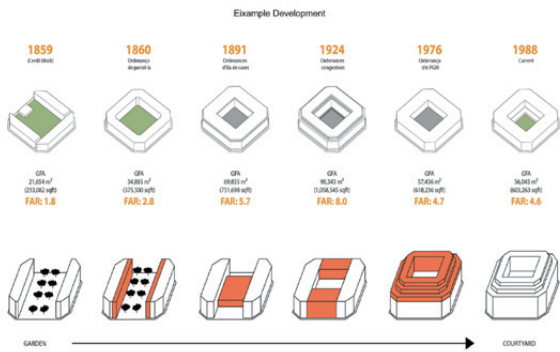 Eixample Development
1859
(Cerdà Block)
1860
Ordenança
de parcel·la
1891
Ordenances
d'illa de cases
1924
Ordenances
congestives
1976
Ordenança
del PGM
1988
Current
GFA
21,654 m²
(233,082 sqft)
FAR: 1.8
GFA
34,885 m²
(375,500 sqft)
FAR: 2.8
GFA
69,835 m²
(751,698 sqft)
FAR: 5.7
GFA
98,343 m²
(1,058,545 sqft)
FAR: 8.0
GFA
57,436 m²
(618,236 sqft)
FAR: 4.7
GFA
56,045 m²
(603,263 sqft)
FAR: 4.6
GARDEN
COURTYARD